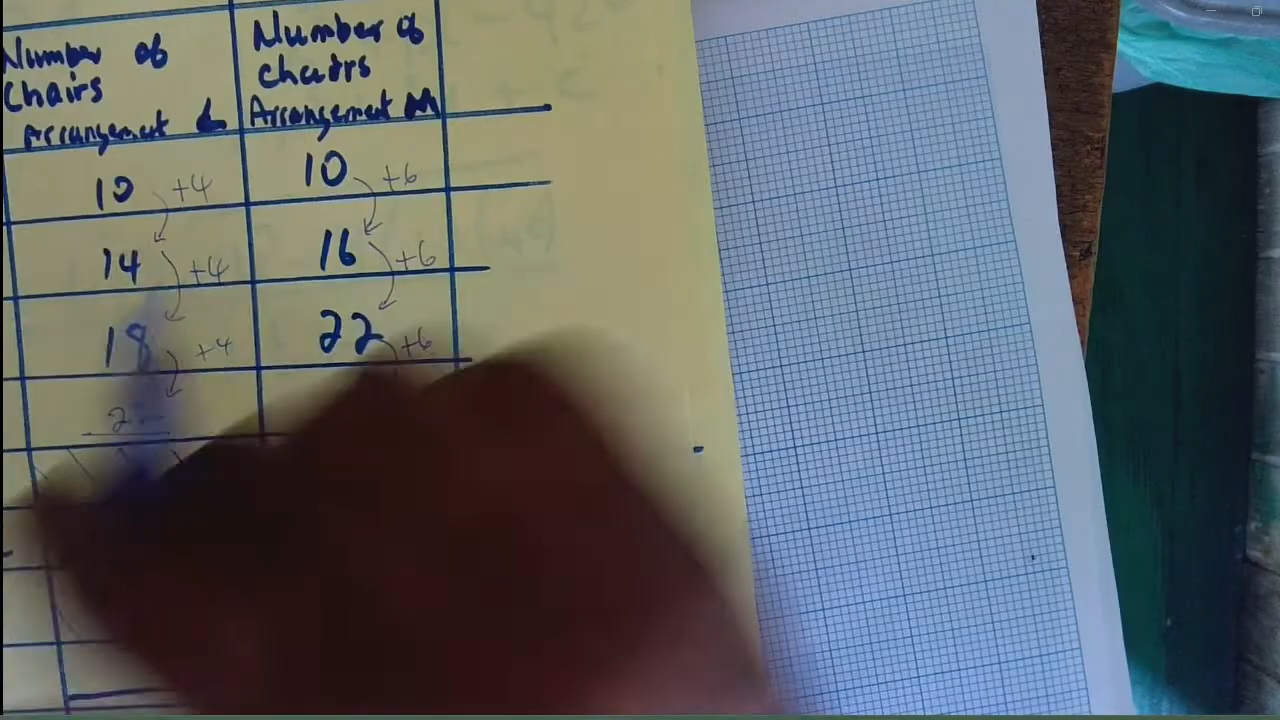 Number of
Chairs
Arrangement L
Number of
Chairs
Arrangement M
10 +4
10 +6
14 +4
16 +6
18 +4
22 +6
2